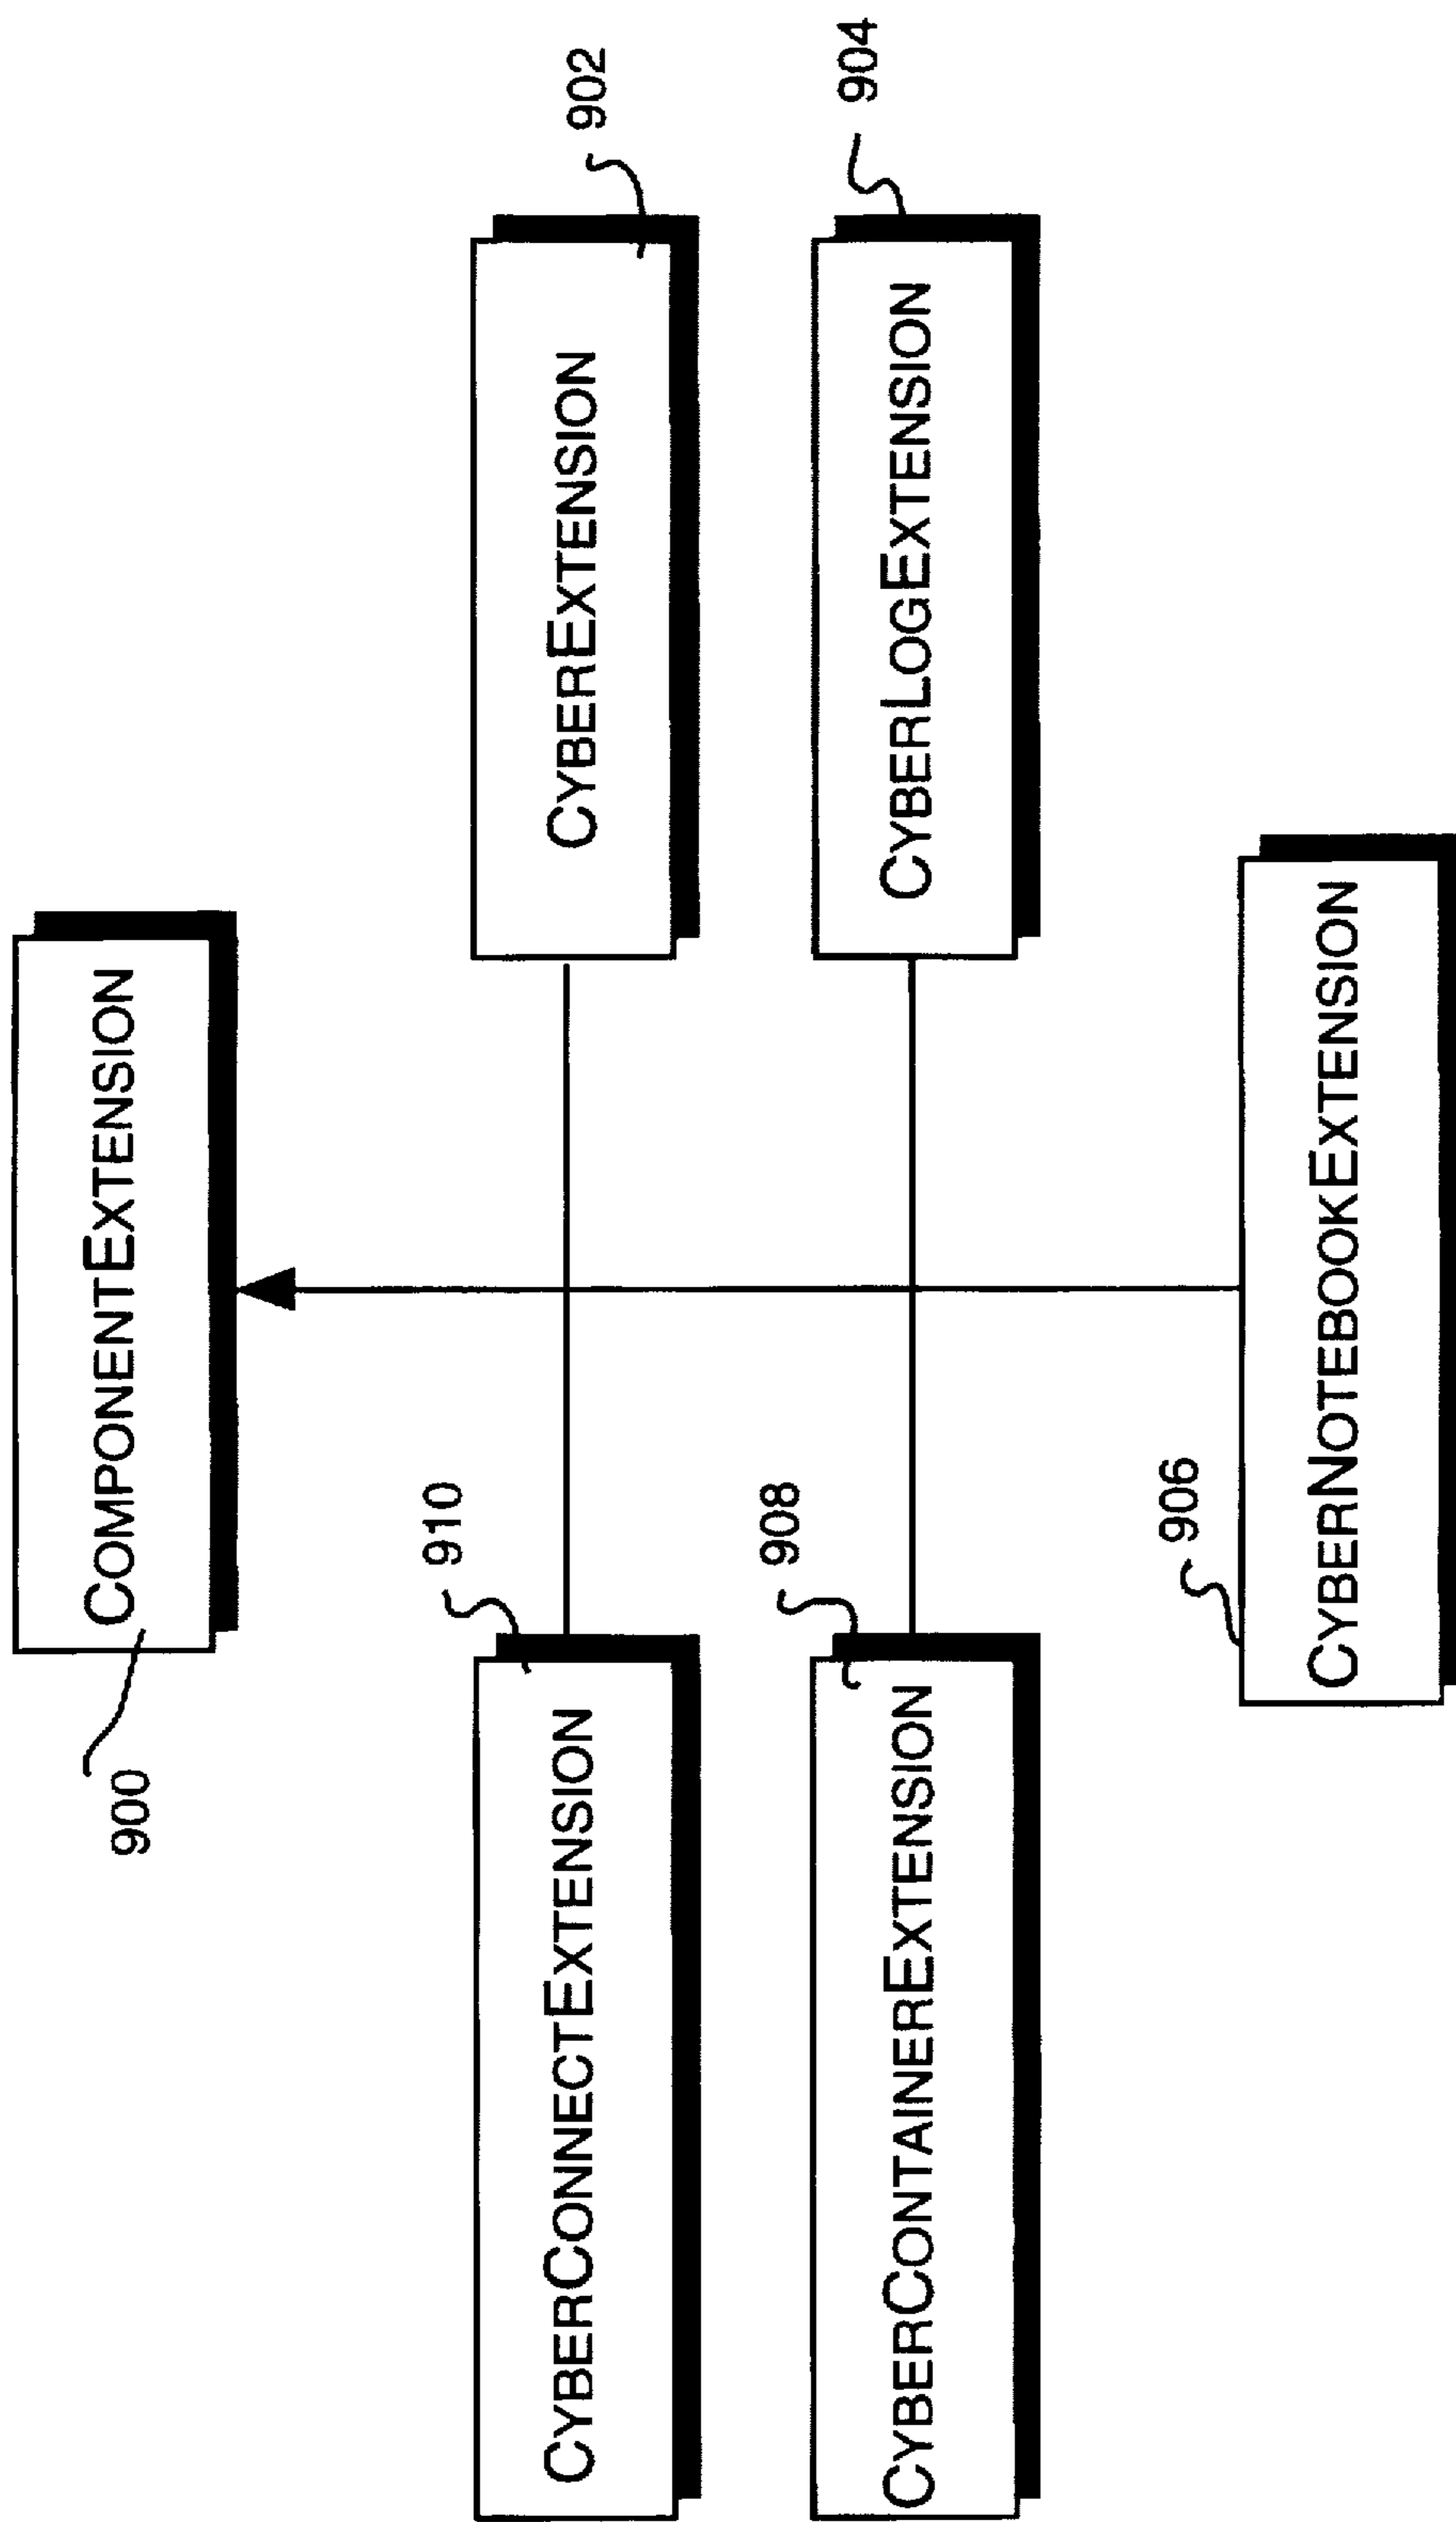 COMPONENTEXTENSION
900
910
902
CYBERCONNECTEXTENSION
CYBEREXTENSION
908
904
CYBERCONTAINEREXTENSION
CYBERLOGEXTENSION
906
CYBERNOTEBOOKEXTENSION